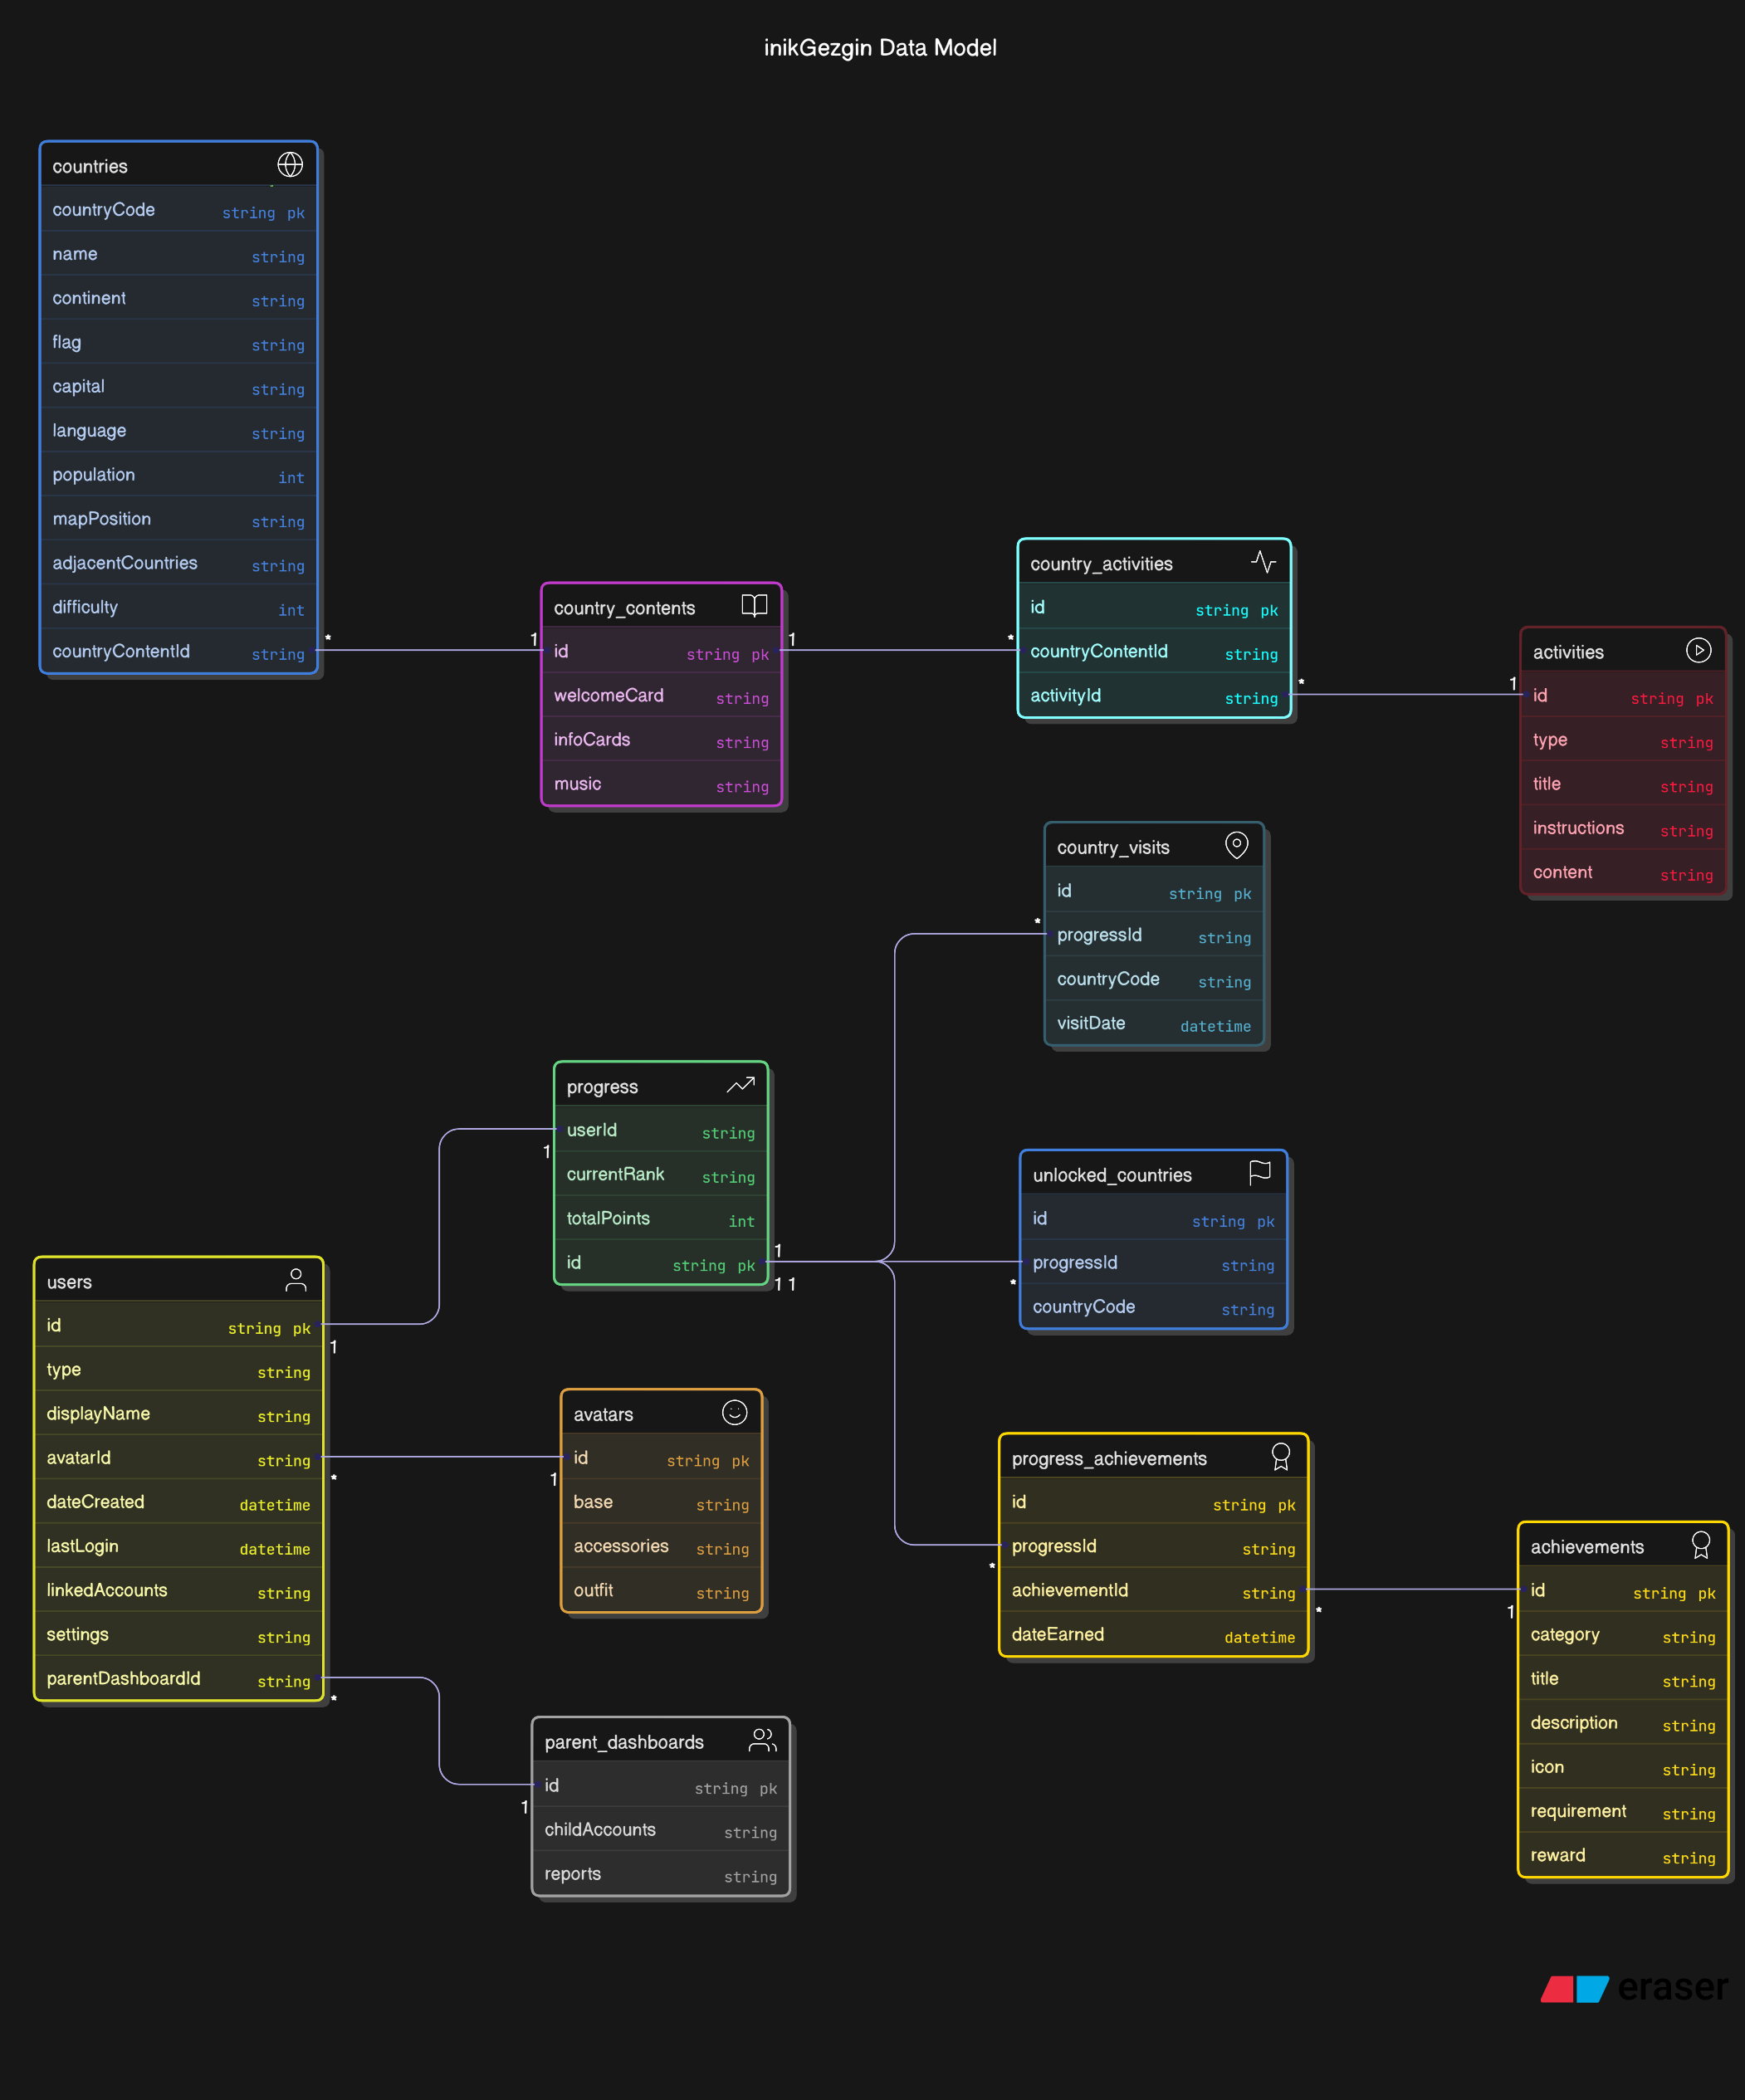 inikGezgin Data Model
countries
countryCode string pk
name string
continent string
flag string
capital string
language string
population int
mapPosition string
adjacentCountries string
difficulty int
countryContentId string
*
1
country_contents
id string pk
welcomeCard string
infoCards string
music string
1
*
country_activities
id string pk
countryContentId string
activityId string
*
1
activities
id string pk
type string
title string
instructions string
content string
country_visits
id string pk
progressId string
countryCode string
visitDate datetime
*
progress
userId string
currentRank string
totalPoints int
id string pk
1
1
1 1
unlocked_countries
id string pk
progressId string
countryCode string
*
users
id string pk
type string
displayName string
avatarId string
dateCreated datetime
lastLogin datetime
linkedAccounts string
settings string
parentDashboardId string
1
*
*
avatars
id string pk
base string
accessories string
outfit string
1
progress_achievements
id string pk
progressId string
achievementId string
dateEarned datetime
*
*
1
achievements
id string pk
category string
title string
description string
icon string
requirement string
reward string
parent_dashboards
id string pk
childAccounts string
reports string
1
eraser